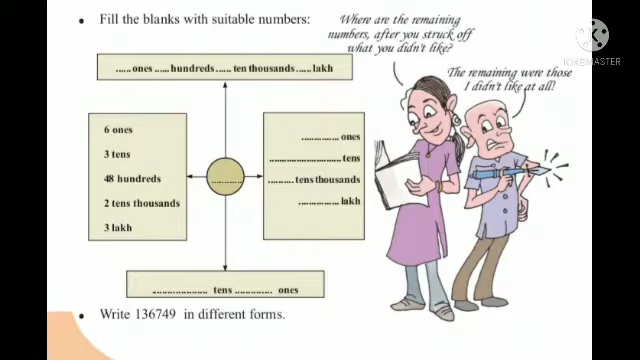 • Fill the blanks with suitable numbers:
Where are the remaining
numbers, after you struck off
what you didn't like?
KINEMASTER
...... ones ...... hundreds ...... ten thousands ...... lakh
The remaining were those
I didn't like at all!
6 ones
3 tens
48 hundreds
2 tens thousands
3 lakh
............
.............. ones
........................... tens
.......... tens thousands
............... lakh
..................... tens .............. ones
• Write 136749 in different forms.